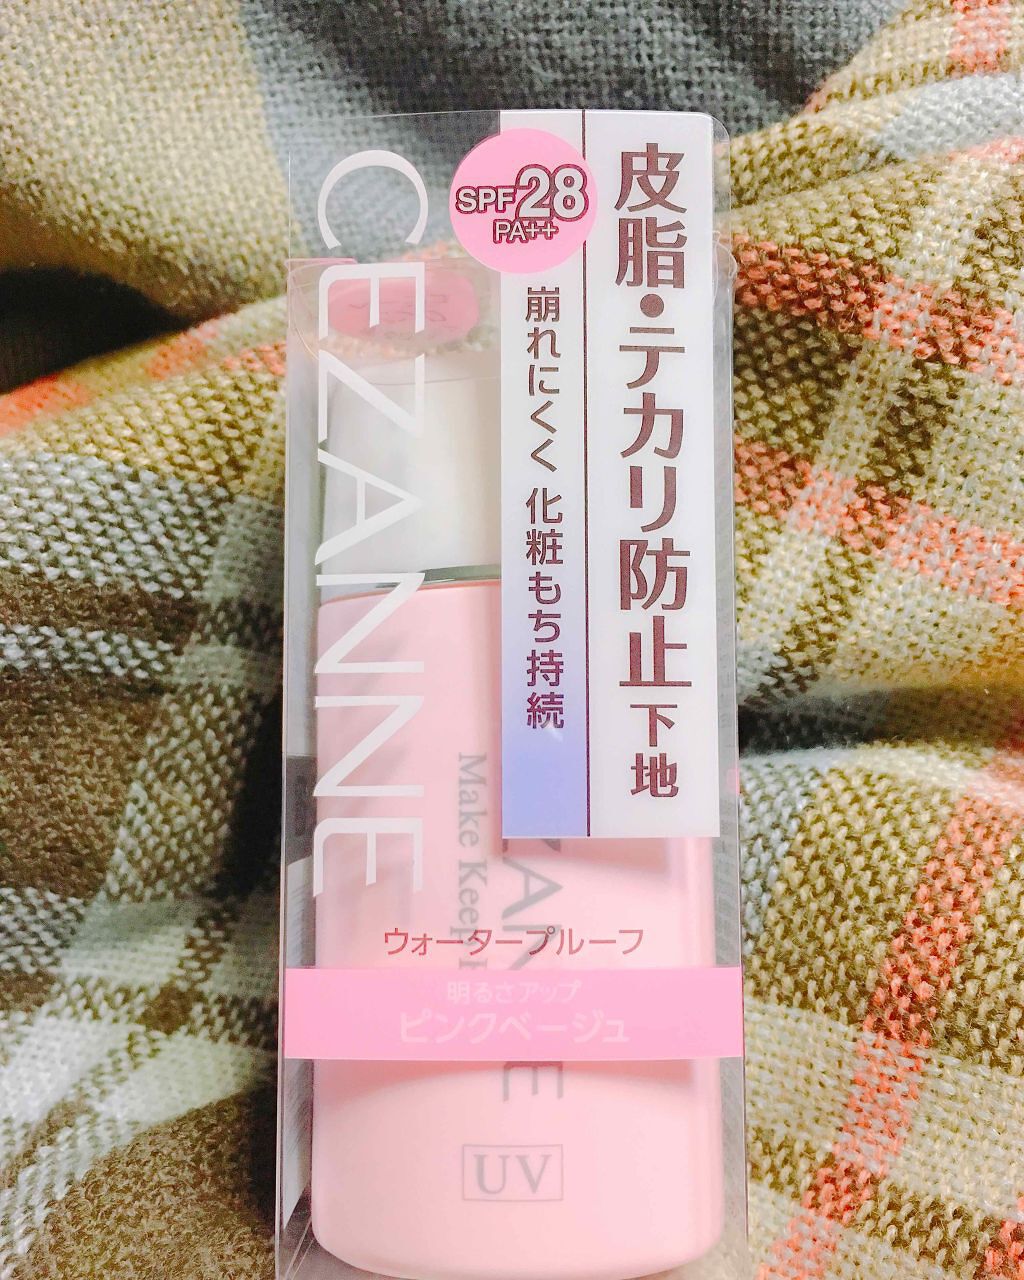 CEZANNE
SPF28
PA++
皮脂・テカリ防止下地
崩れにくく 化粧もち持続
Make Keep
ウォータープルーフ
明るさアップ
ピンクベージュ
UV